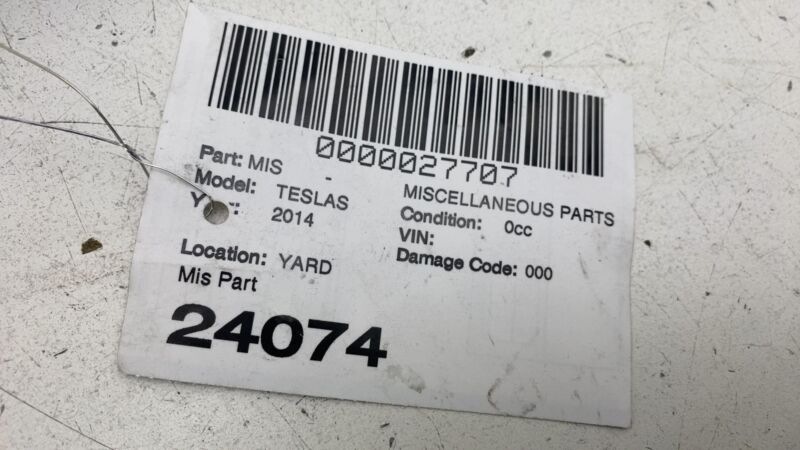 0000027707
Part: MIS - MISCELLANEOUS PARTS
Model: TESLAS Condition: 0cc
2014 VIN:
Location: YARD Damage Code: 000
Mis Part
24074